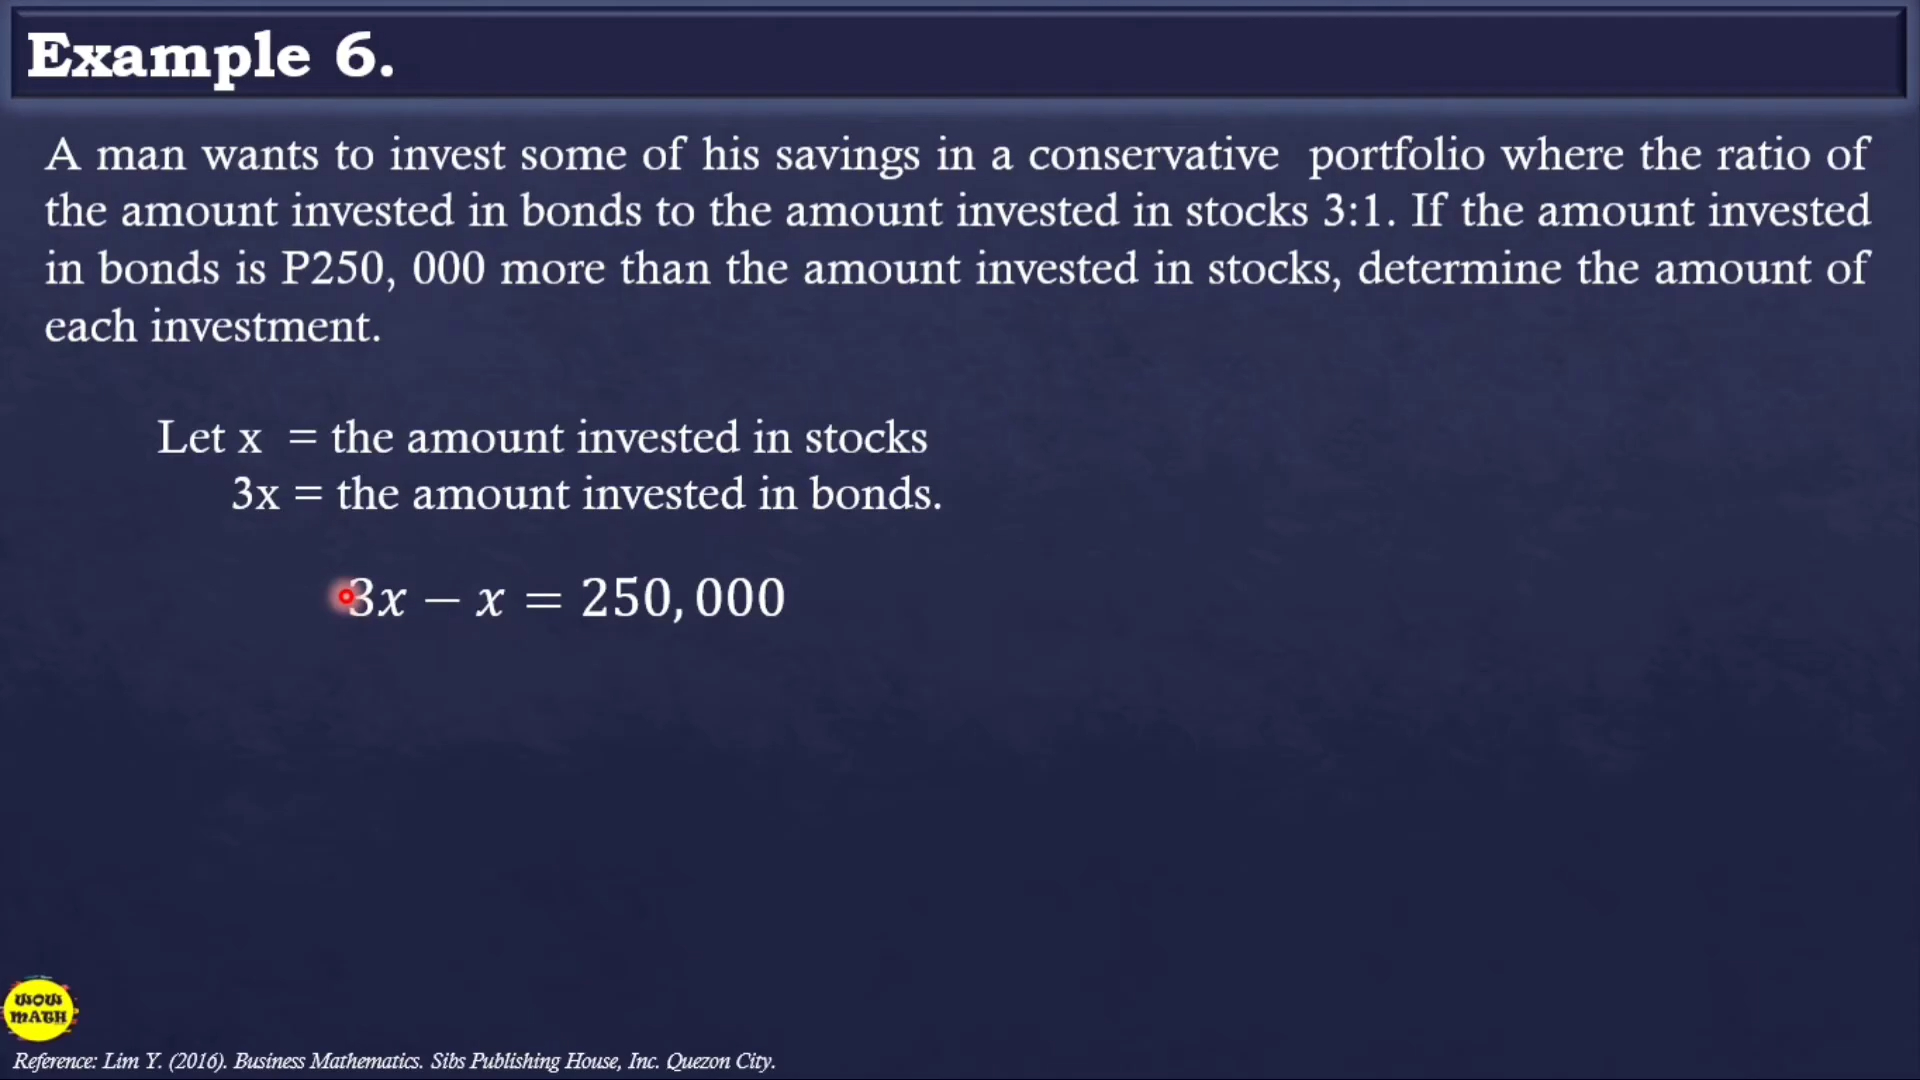 Example 6.
A man wants to invest some of his savings in a conservative portfolio where the ratio of
the amount invested in bonds to the amount invested in stocks 3:1. If the amount invested
in bonds is P250, 000 more than the amount invested in stocks, determine the amount of
each investment.
Let x = the amount invested in stocks
3x = the amount invested in bonds.
3x − x = 250,000
WOW
MATH
Reference: Lim Y. (2016). Business Mathematics. Sibs Publishing House, Inc. Quezon City.